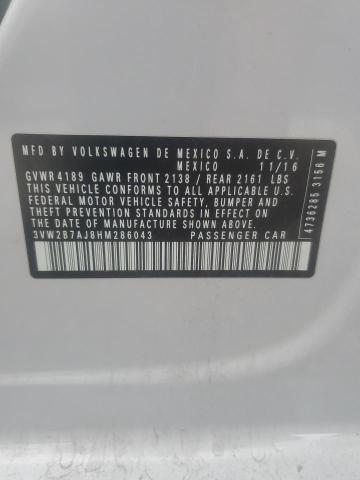 MFD BY VOLKSWAGEN DE MEXICO S.A. DE C.V.
MEXICO 11/16
GVWR 4189 GAWR FRONT 2138 / REAR 2161 LBS
THIS VEHICLE CONFORMS TO ALL APPLICABLE U.S.
FEDERAL MOTOR VEHICLE SAFETY, BUMPER AND
THEFT PREVENTION STANDARDS IN EFFECT ON
THE DATE OF MANUFACTURE SHOWN ABOVE.
3VW2B7AJ8HM286043 PASSENGER CAR
4736285 3156 M